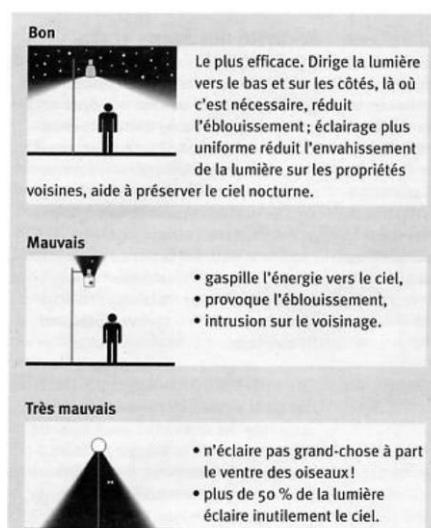 Bon
Le plus efficace. Dirige la lumière
vers le bas et sur les côtés, là où
c'est nécessaire, réduit
l'éblouissement ; éclairage plus
uniforme réduit l'envahissement
de la lumière sur les propriétés
voisines, aide à préserver le ciel nocturne.
Mauvais
• gaspille l'énergie vers le ciel,
• provoque l'éblouissement,
• intrusion sur le voisinage.
Très mauvais
• n'éclaire pas grand-chose à part
le ventre des oiseaux !
• plus de 50 % de la lumière
éclaire inutilement le ciel.